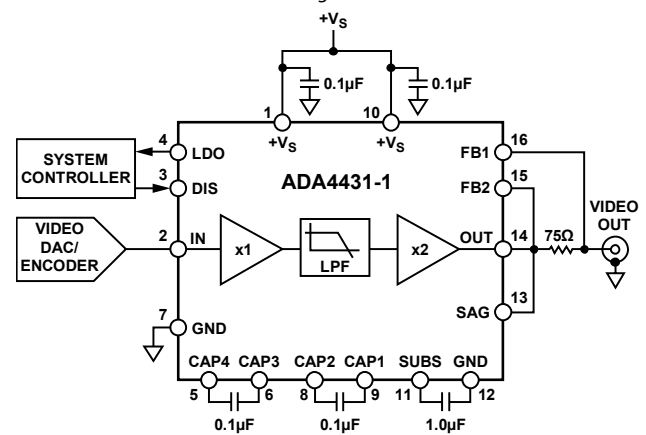 +VS
0.1µF
0.1µF
1
10
+VS
+VS
4
LDO
SYSTEM
CONTROLLER
3
DIS
ADA4431-1
FB1
16
FB2
15
VIDEO
DAC/
ENCODER
2
IN
x1
LPF
x2
OUT
14
75Ω
VIDEO
OUT
SAG
13
7
GND
CAP4
CAP3
CAP2
CAP1
SUBS
GND
5
6
8
9
11
12
0.1µF
0.1µF
1.0µF